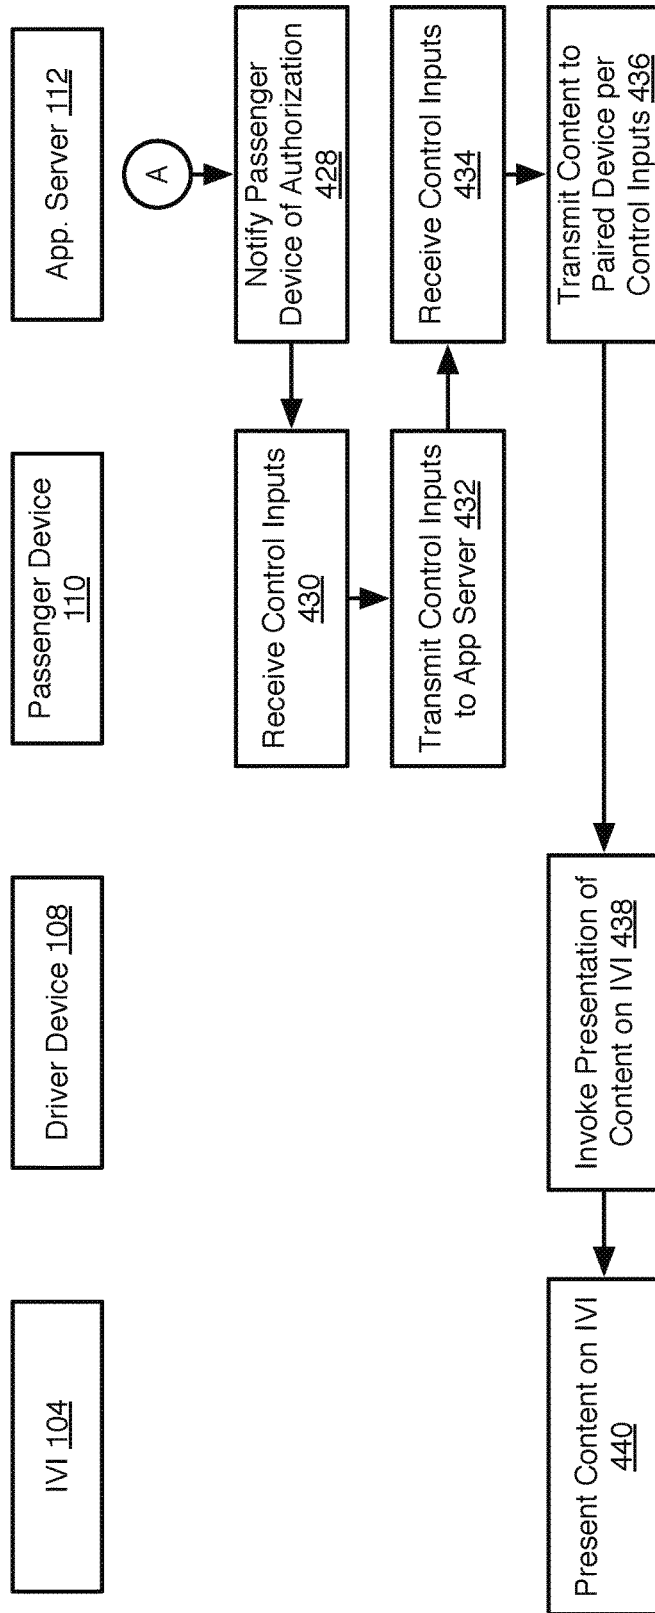 IVI 104
Driver Device 108
Passenger Device
110
App. Server 112
A
Notify Passenger
Device of Authorization
428
Receive Control Inputs
430
Transmit Control Inputs
to App Server 432
Receive Control Inputs
434
Transmit Content to
Paired Device per
Control Inputs 436
Invoke Presentation of
Content on IVI 438
Present Content on IVI
440